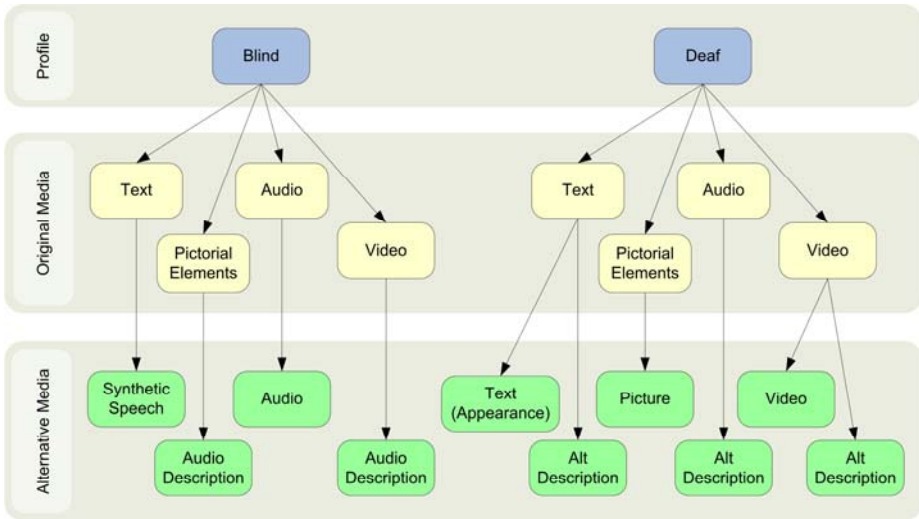 Profile
Blind
Deaf
Original Media
Text
Audio
Pictorial
Elements
Video
Text
Audio
Pictorial
Elements
Video
Alternative Media
Synthetic
Speech
Audio
Audio
Description
Audio
Description
Text
(Appearance)
Picture
Video
Alt
Description
Alt
Description
Alt
Description